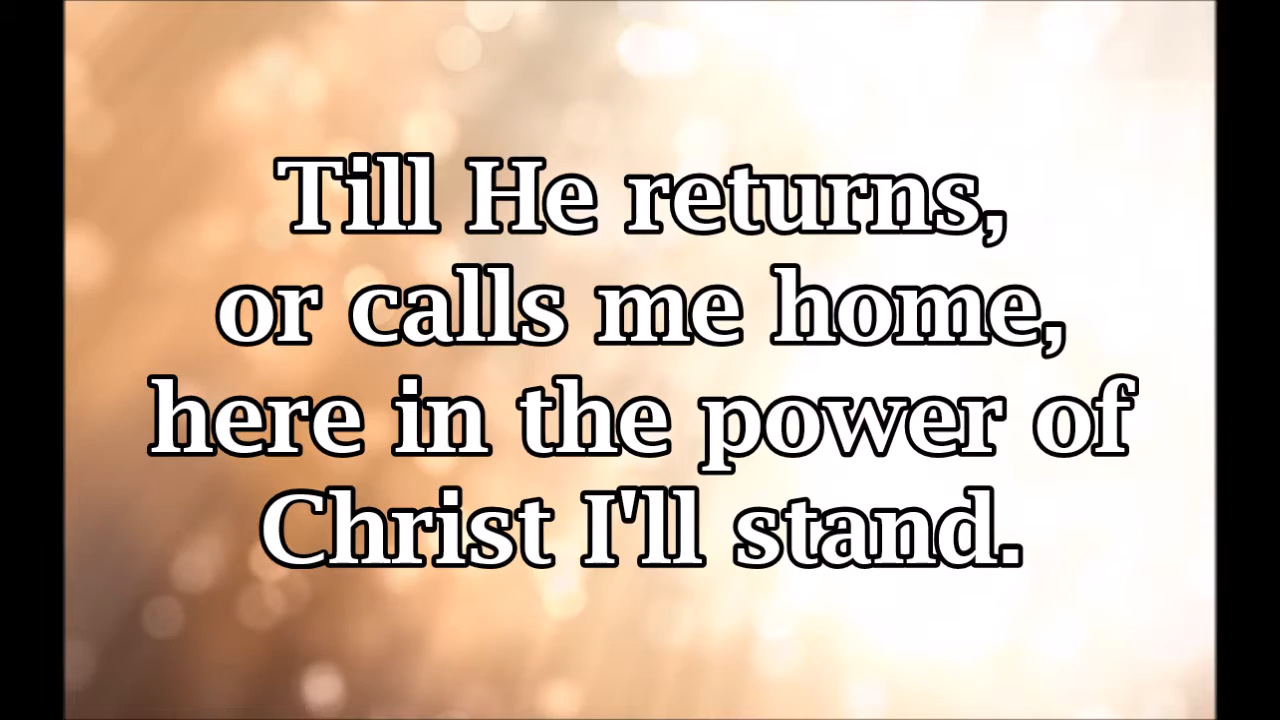 Till He returns,
or calls me home,
here in the power of
Christ I'll stand.